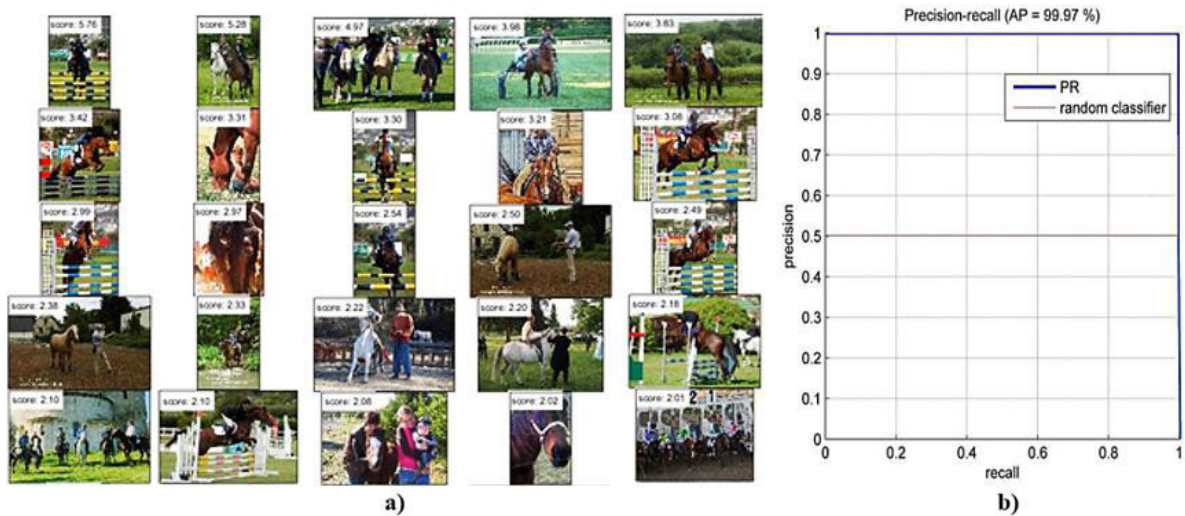 score: 5.76
score: 5.28
score: 4.97
score: 3.98
score: 3.83
score: 3.42
score: 3.31
score: 3.30
score: 3.21
score: 3.08
score: 2.99
score: 2.97
score: 2.54
score: 2.50
score: 2.49
score: 2.38
score: 2.33
score: 2.22
score: 2.20
score: 2.18
score: 2.10
score: 2.10
score: 2.08
score: 2.02
score: 2.01
2 1
a)
Precision-recall (AP = 99.97 %)
1
0.9
0.8
0.7
0.6
0.5
0.4
0.3
0.2
0.1
0
precision
PR
random classifier
0 0.2 0.4 0.6 0.8 1
recall
b)